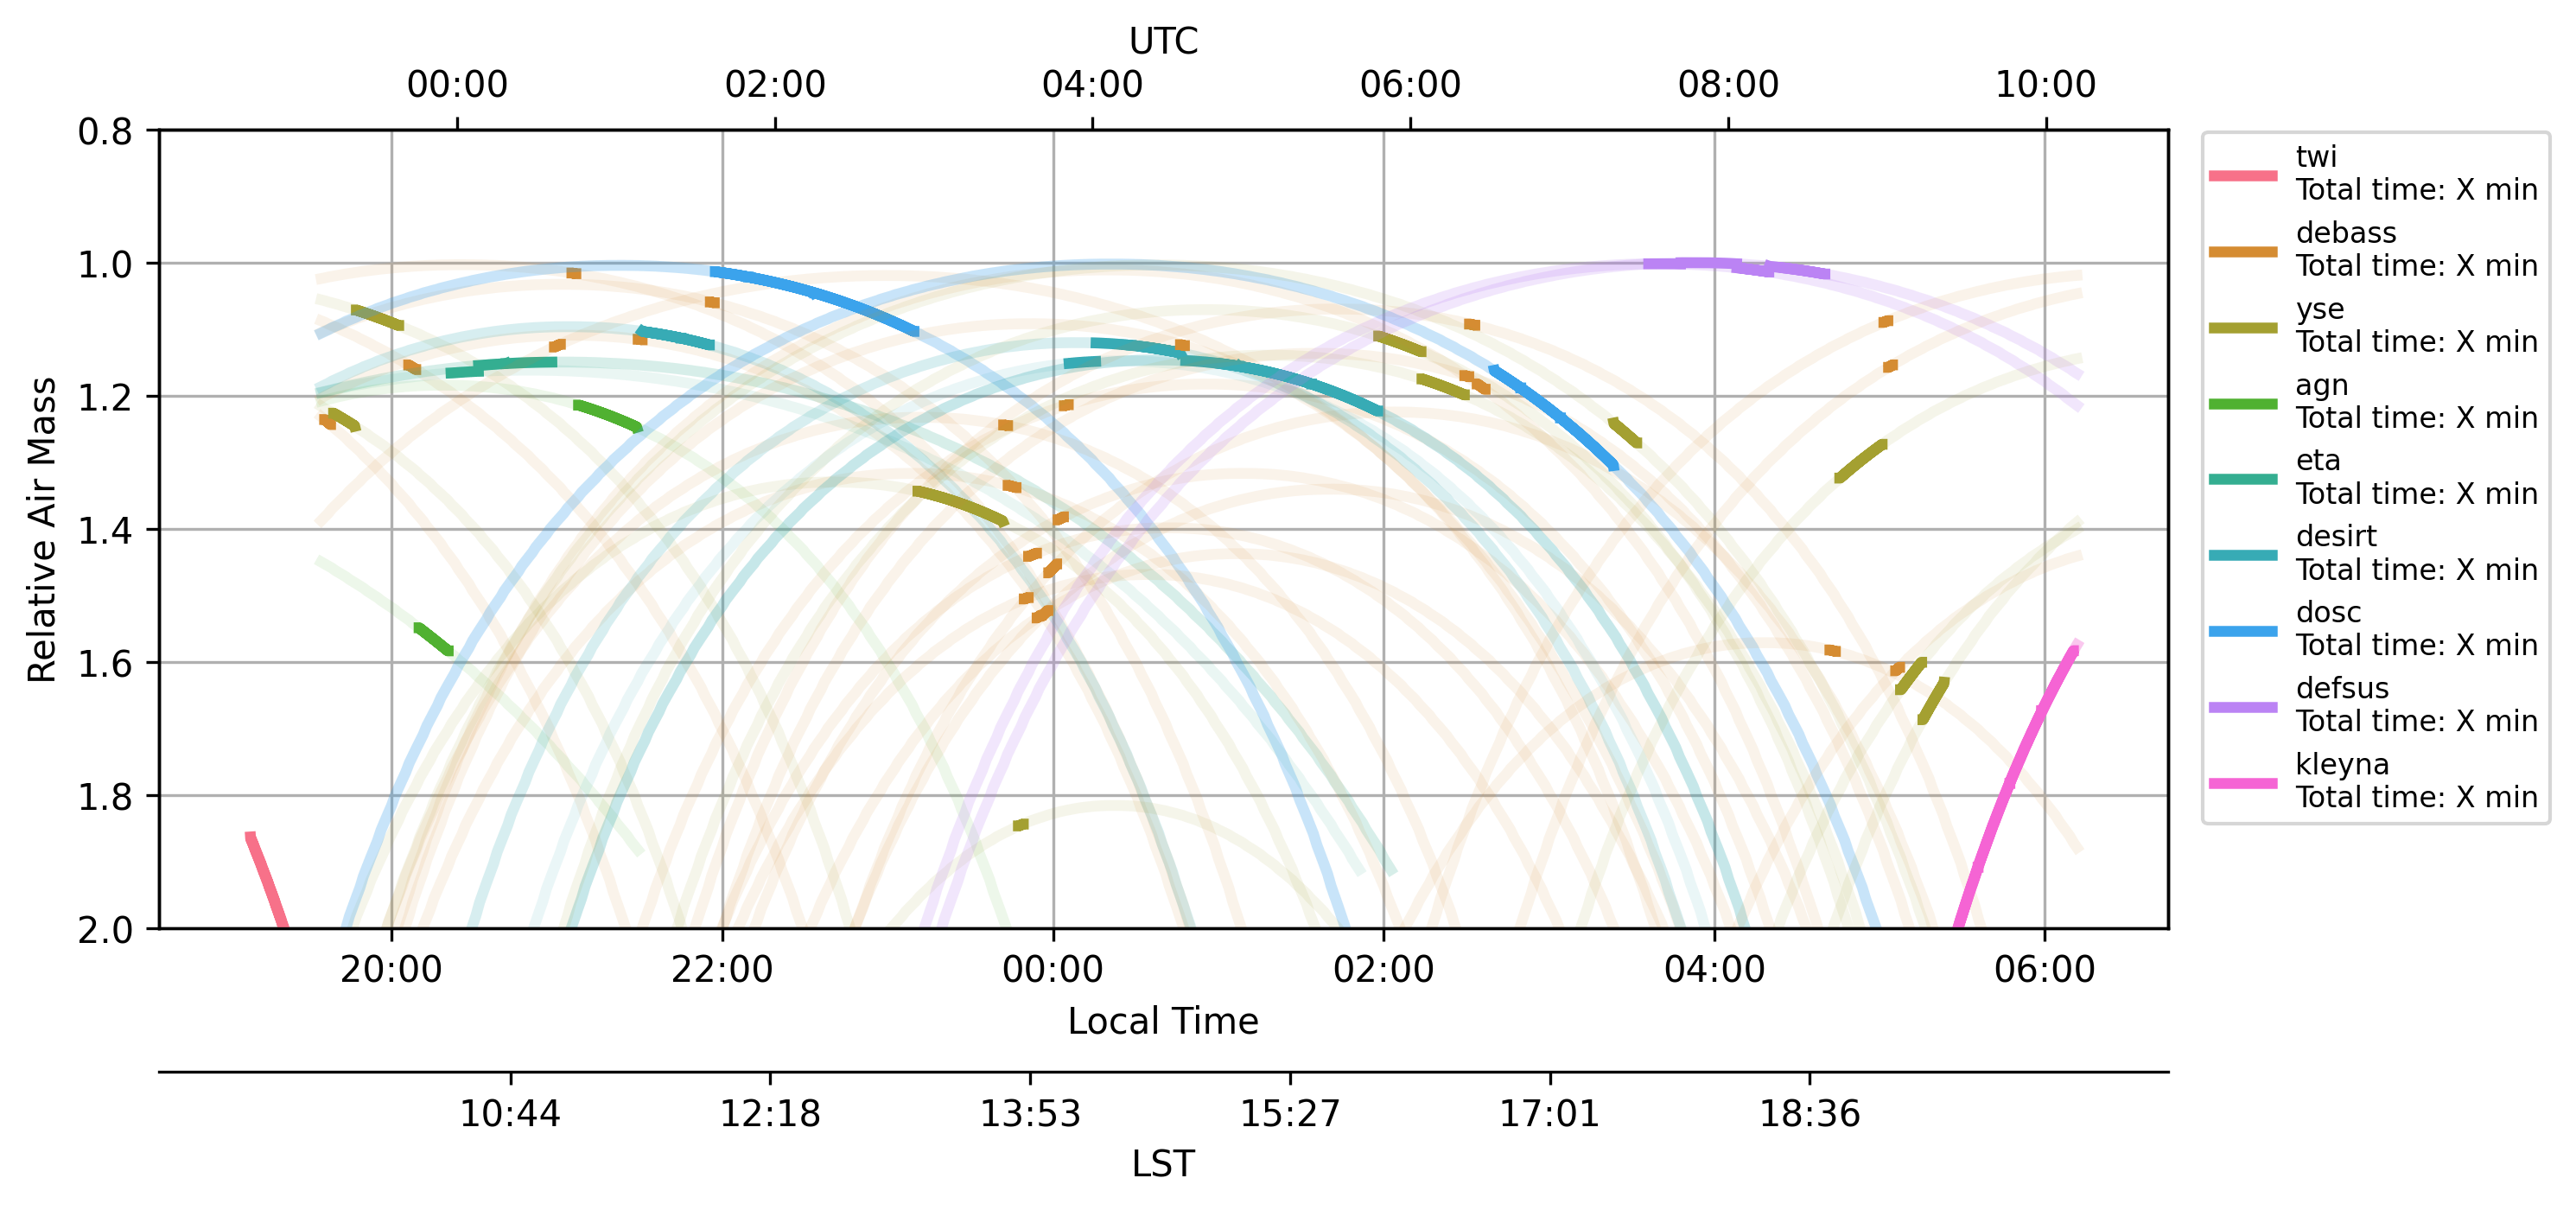 UTC
00:00 02:00 04:00 06:00 08:00 10:00
Relative Air Mass
0.8
1.0
1.2
1.4
1.6
1.8
2.0
20:00 22:00 00:00 02:00 04:00 06:00
Local Time
10:44 12:18 13:53 15:27 17:01 18:36
LST
twi
Total time: X min
debass
Total time: X min
yse
Total time: X min
agn
Total time: X min
eta
Total time: X min
desirt
Total time: X min
dosc
Total time: X min
defsus
Total time: X min
kleyna
Total time: X min